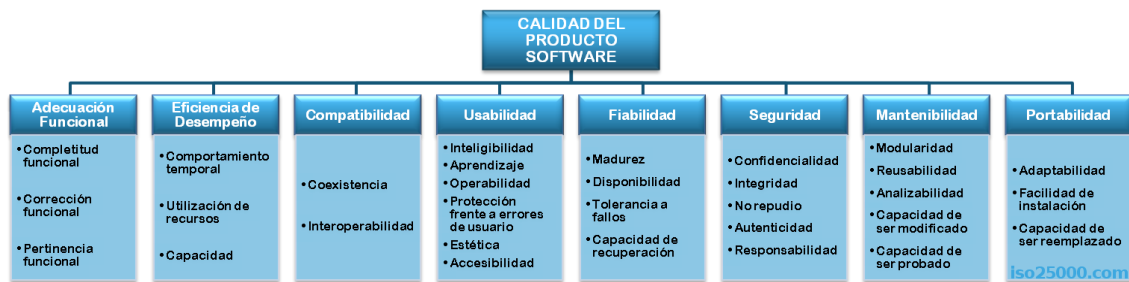 CALIDAD DEL
PRODUCTO
SOFTWARE
Adecuación
Funcional
• Completitud
funcional
• Corrección
funcional
• Pertinencia
funcional
Eficiencia de
Desempeño
• Comportamiento
temporal
• Utilización de
recursos
• Capacidad
Compatibilidad
• Coexistencia
• Interoperabilidad
Usabilidad
• Inteligibilidad
• Aprendizaje
• Operabilidad
• Protección
frente a errores
de usuario
• Estética
• Accesibilidad
Fiabilidad
• Madurez
• Disponibilidad
• Tolerancia a
fallos
• Capacidad de
recuperación
Seguridad
• Confidencialidad
• Integridad
• No repudio
• Autenticidad
• Responsabilidad
Mantenibilidad
• Modularidad
• Reusabilidad
• Analizabilidad
• Capacidad de
ser modificado
• Capacidad de
ser probado
Portabilidad
• Adaptabilidad
• Facilidad de
instalación
• Capacidad de
ser reemplazado
iso25000.com